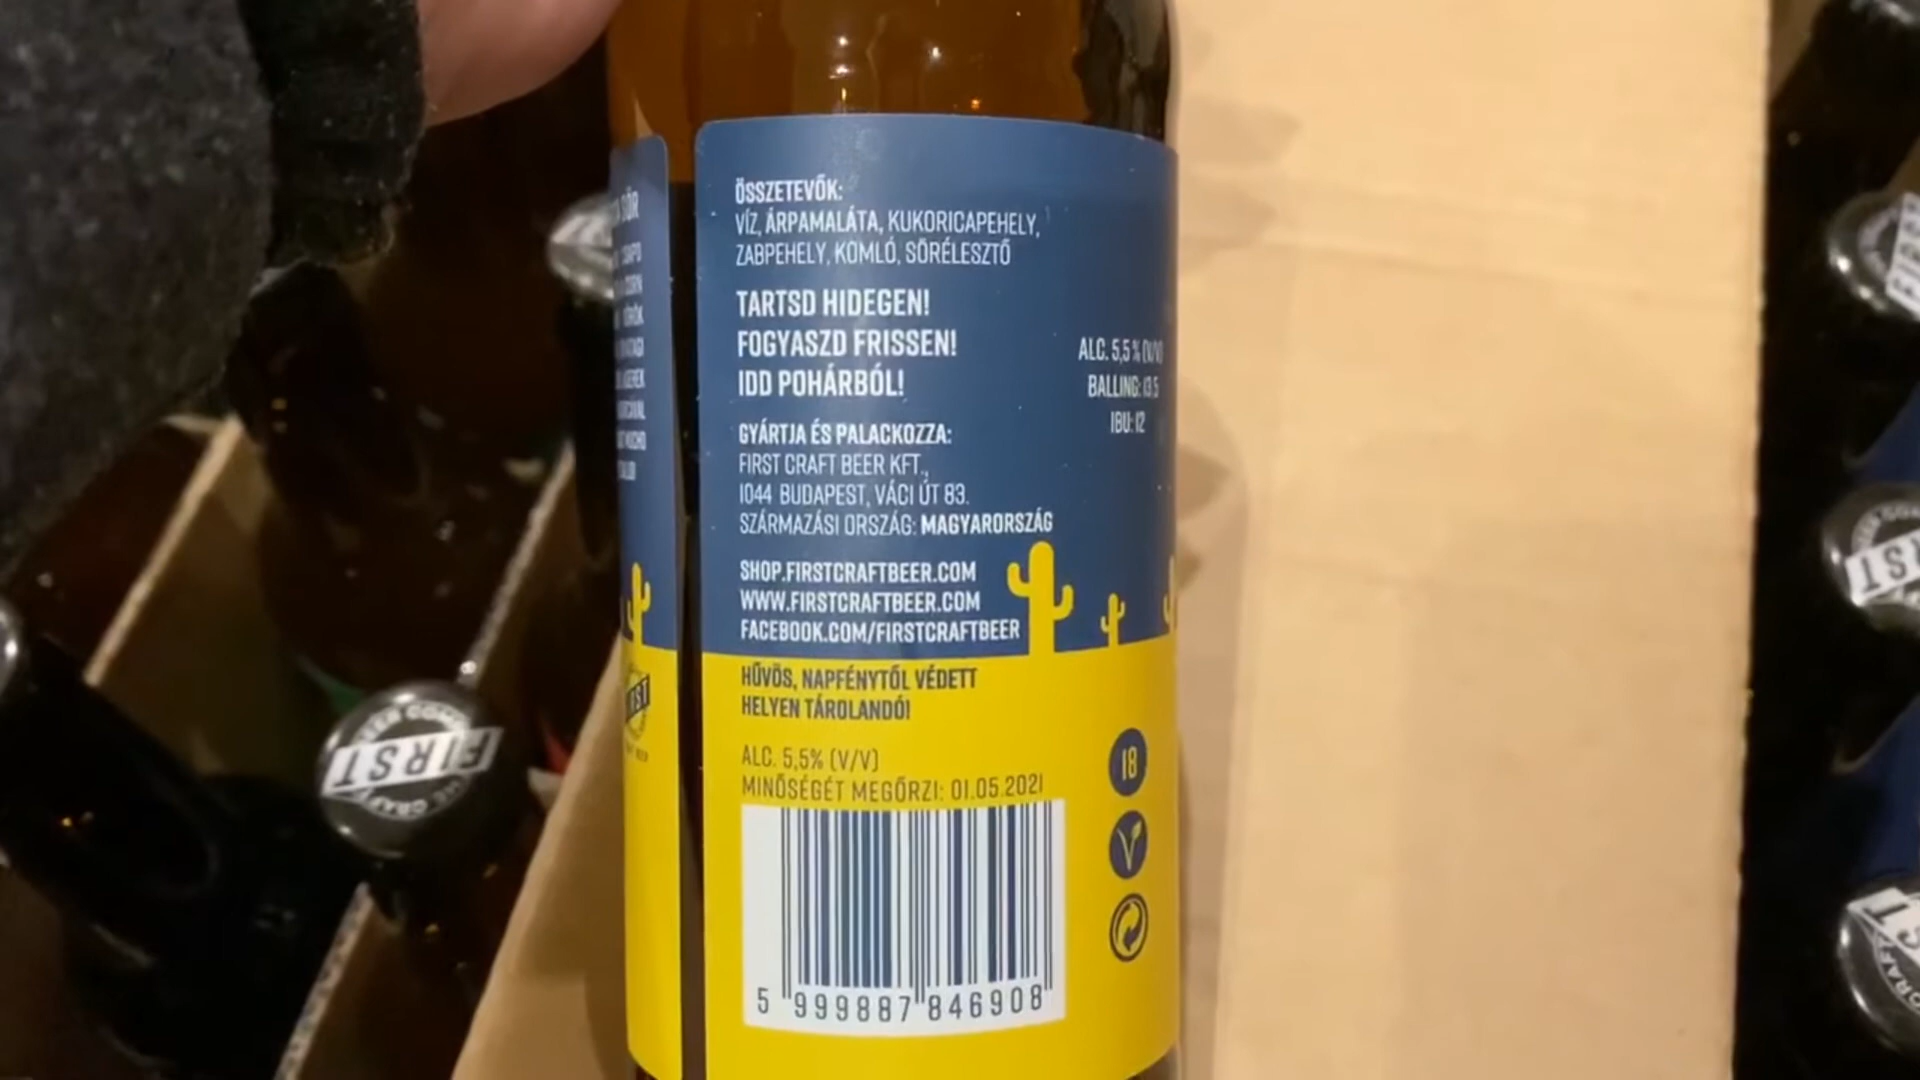 ÖSSZETEVŐK:
VÍZ, ÁRPAMALÁTA, KUKORICAPEHELY,
ZABPEHELY, KOMLÓ, SÖRÉLESZTŐ
TARTSD HIDEGEN!
FOGYASZD FRISSEN!
IDD POHÁRBÓL!
ALC. 5,5 % (V/V)
BALLING: 13,5
IBU: 12
GYÁRTJA ÉS PALACKOZZA:
FIRST CRAFT BEER KFT.,
1044 BUDAPEST, VÁCI ÚT 83.
SZÁRMAZÁSI ORSZÁG: MAGYARORSZÁG
SHOP.FIRSTCRAFTBEER.COM
WWW.FIRSTCRAFTBEER.COM
FACEBOOK.COM/FIRSTCRAFTBEER
HŰVÖS, NAPFÉNYTŐL VÉDETT
HELYEN TÁROLANDÓ!
ALC. 5,5% (V/V)
MINŐSÉGÉT MEGŐRZI: 01.05.2021
18
V
5 999887 846908
FIRST